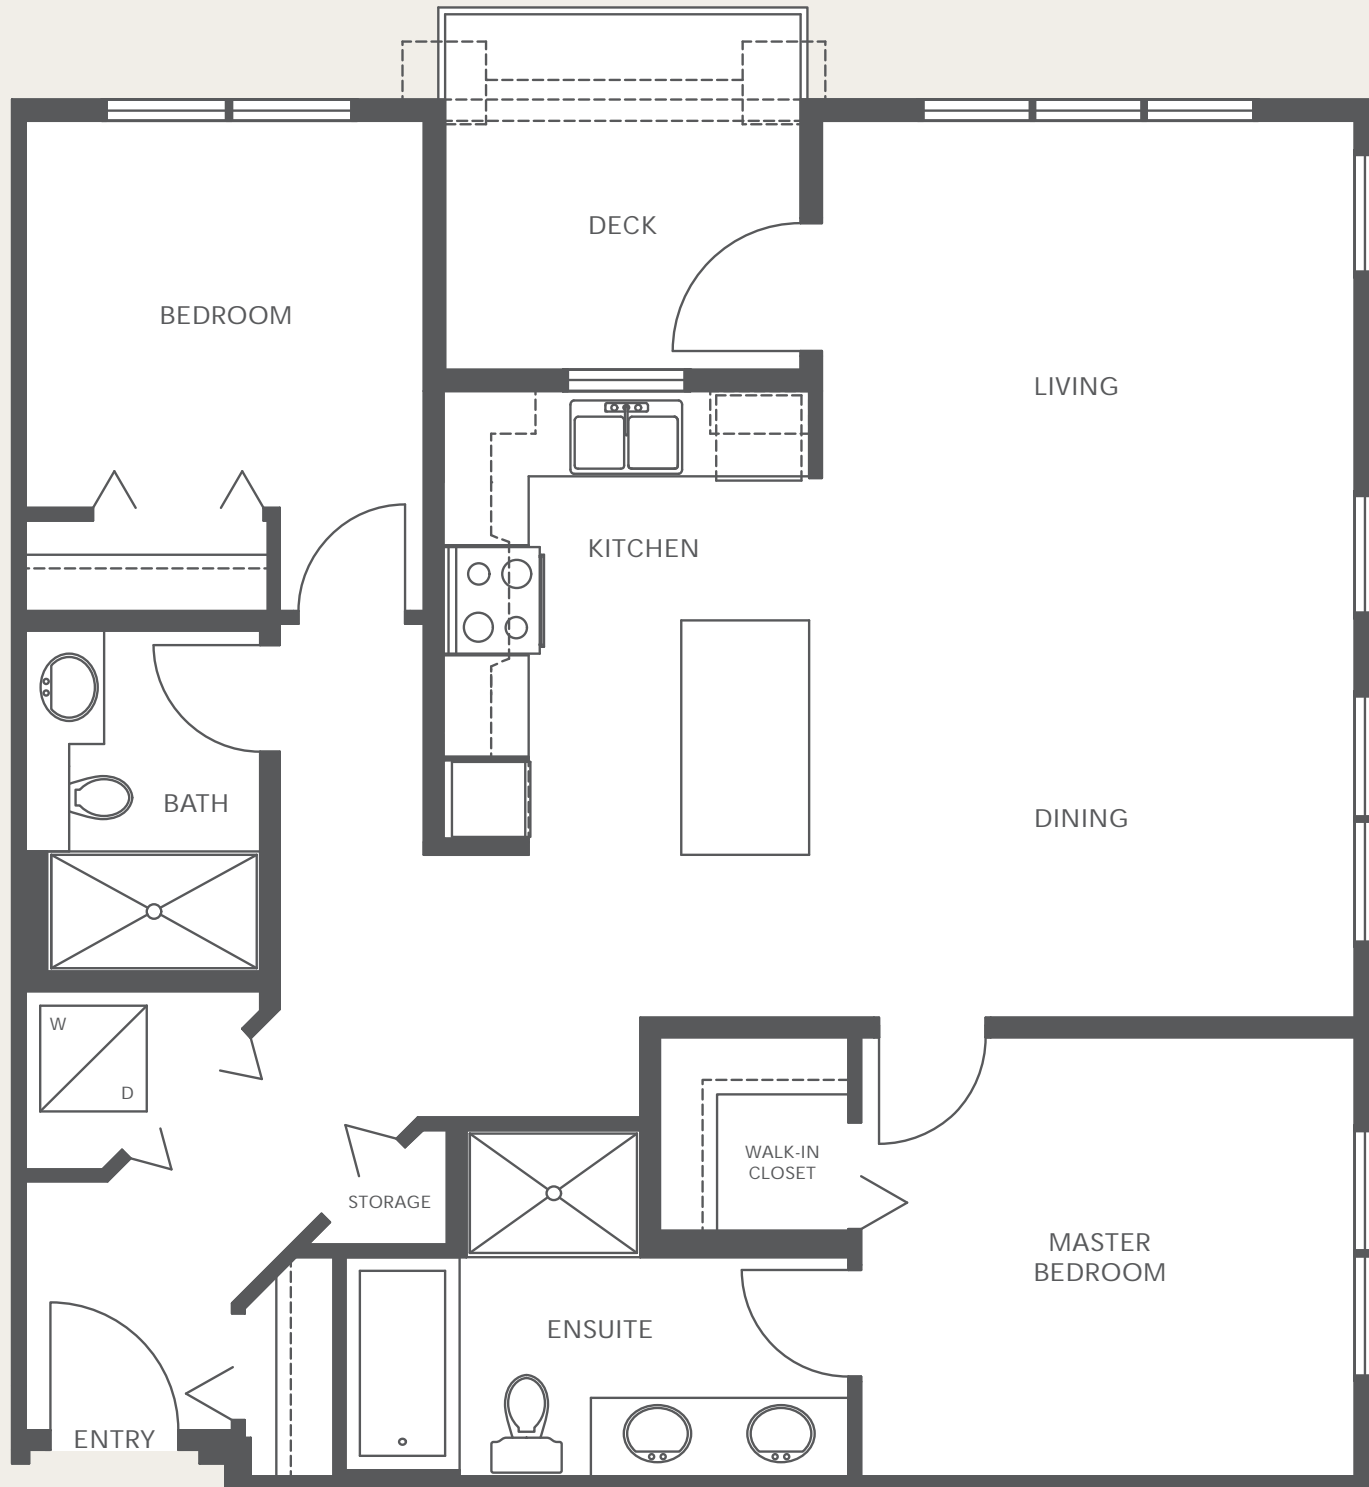 DECK
BEDROOM
LIVING
KITCHEN
BATH
DINING
W
D
WALK-IN
CLOSET
STORAGE
MASTER
BEDROOM
ENSUITE
ENTRY